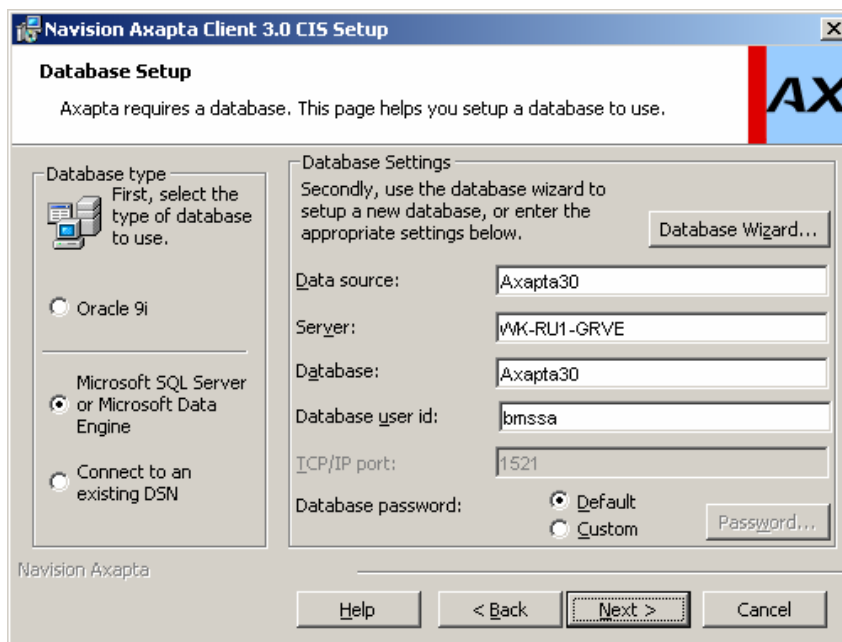 Navision Axapta Client 3.0 CIS Setup
Database Setup
Axapta requires a database. This page helps you setup a database to use.
AX
Database type
First, select the
type of database
to use.
Oracle 9i
Microsoft SQL Server
or Microsoft Data
Engine
Connect to an
existing DSN
Database Settings
Secondly, use the database wizard to
setup a new database, or enter the
appropriate settings below.
Database Wizard...
Data source:
Axapta30
Server:
WK-RU1-GRVE
Database:
Axapta30
Database user id:
bmssa
TCP/IP port:
1521
Database password:
Default
Custom
Password...
Navision Axapta
Help
< Back
Next >
Cancel